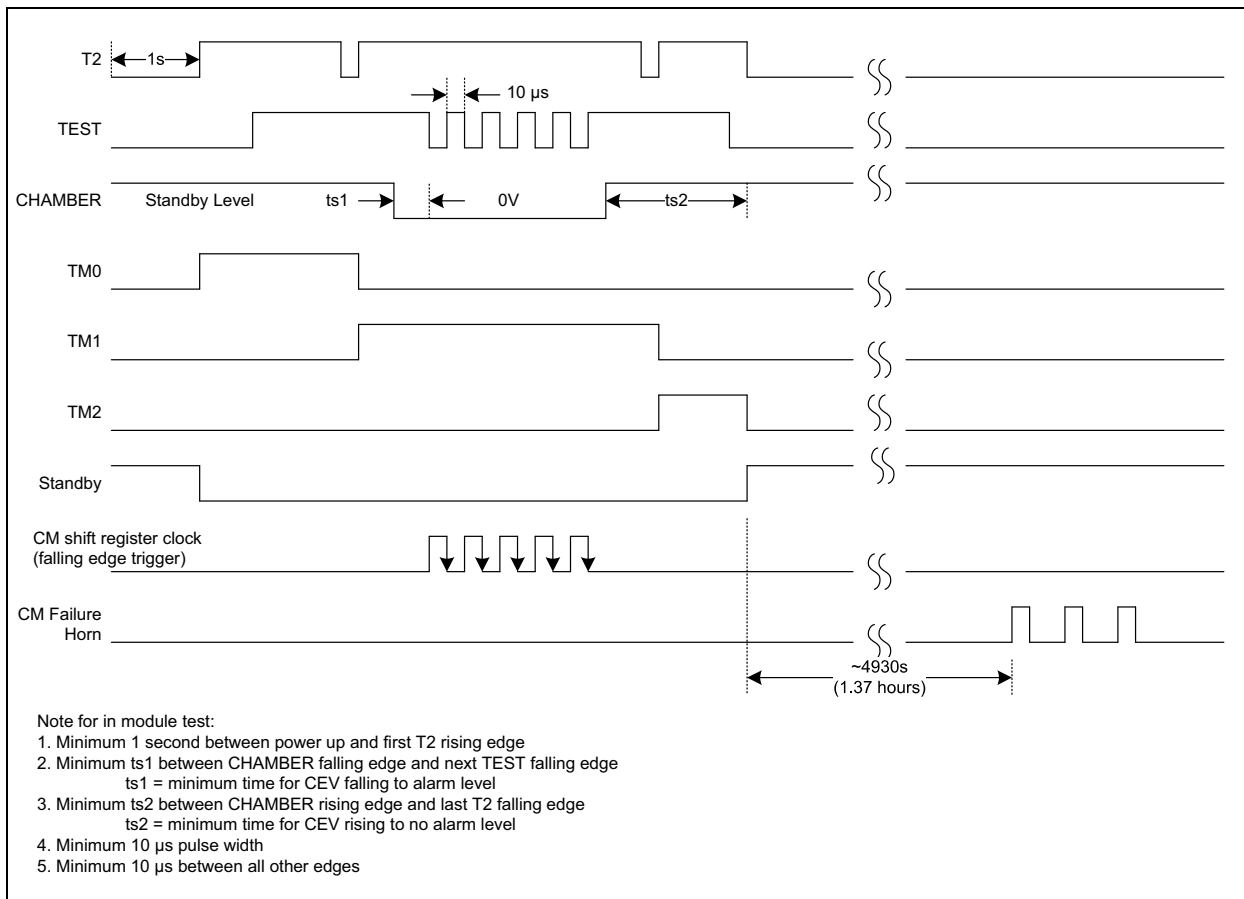 T2
1s
10 µs
TEST
CHAMBER
Standby Level
ts1
0V
ts2
TM0
TM1
TM2
Standby
CM shift register clock
(falling edge trigger)
CM Failure
Horn
~4930s
(1.37 hours)
Note for in module test:
1. Minimum 1 second between power up and first T2 rising edge
2. Minimum ts1 between CHAMBER falling edge and next TEST falling edge
ts1 = minimum time for CEV falling to alarm level
3. Minimum ts2 between CHAMBER rising edge and last T2 falling edge
ts2 = minimum time for CEV rising to no alarm level
4. Minimum 10 µs pulse width
5. Minimum 10 µs between all other edges